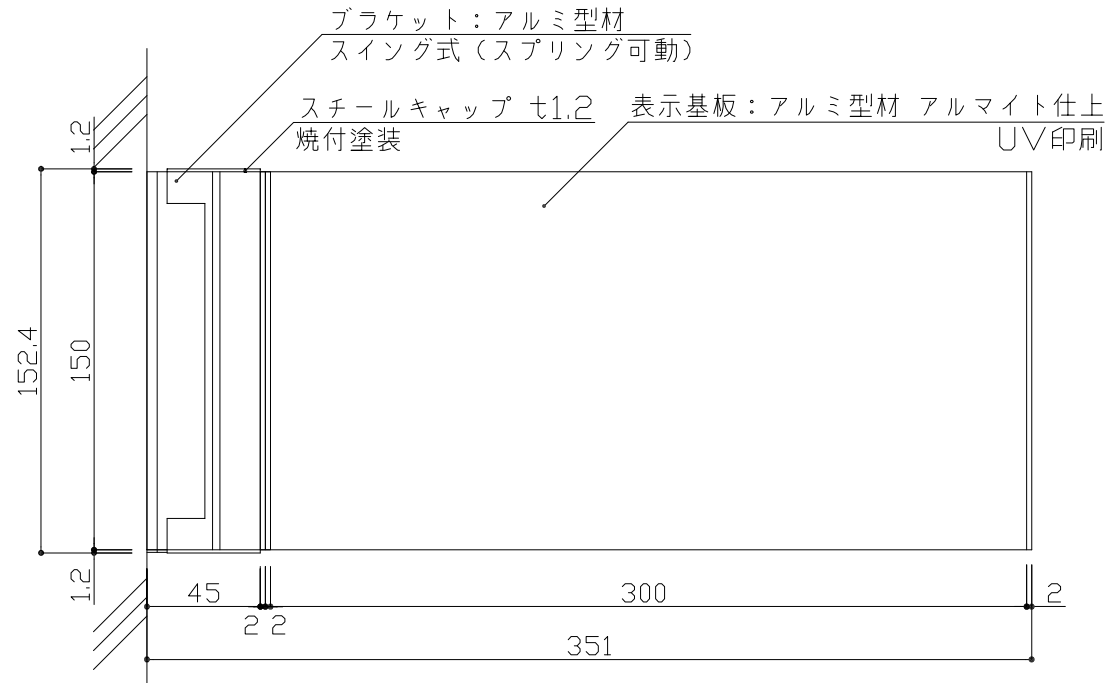 ブラケット：アルミ型材
スイング式（スプリング可動）
スチールキャップ t1.2
焼付塗装
表示基板：アルミ型材 アルマイト仕上
UV印刷
1.2
152.4
150
1.2
45
2
2
300
2
351